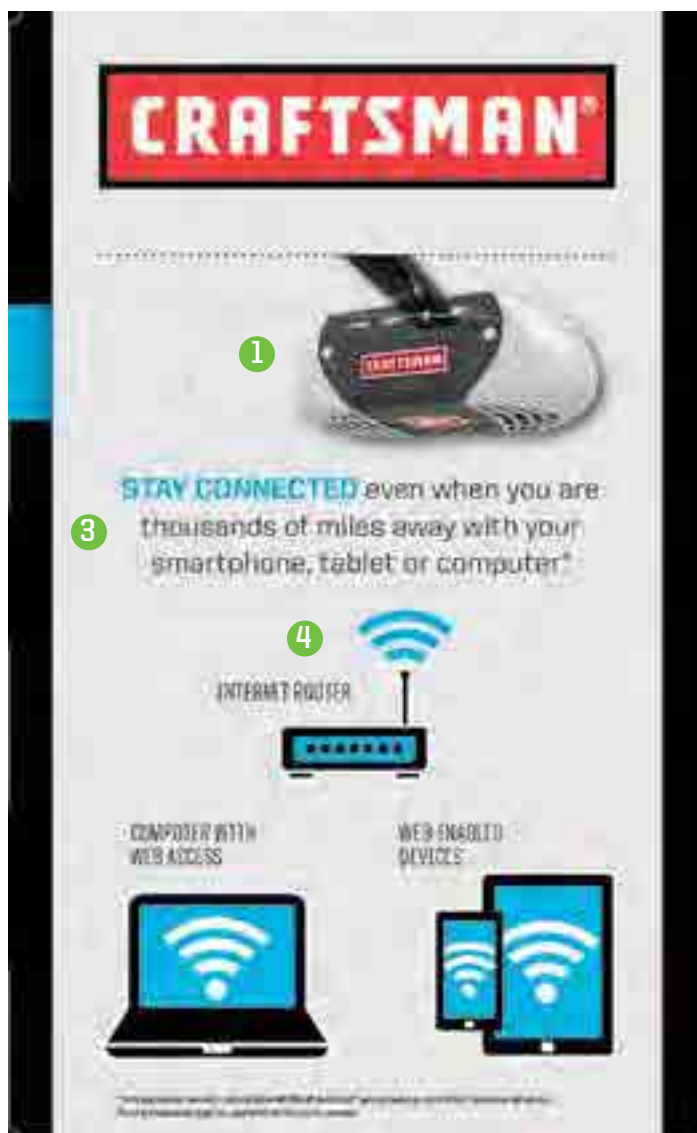 CRAFTSMAN®
1
CRAFTSMAN
STAY CONNECTED even when you are
3
thousands of miles away with your
smartphone, tablet or computer*
4
INTERNET ROUTER
COMPUTER WITH
WEB ACCESS
WEB ENABLED
DEVICES